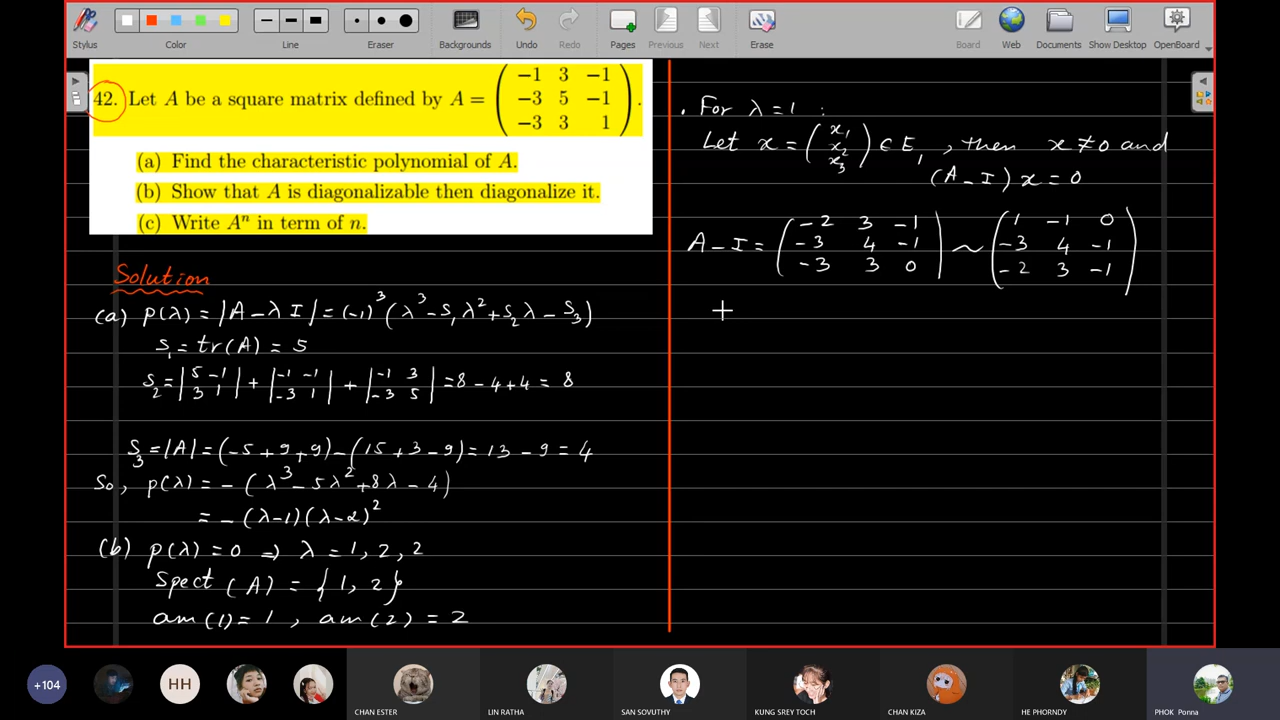 Stylus Color Line Eraser Backgrounds Undo Redo Pages Previous Next Erase Board Web Documents Show Desktop OpenBoard
42. Let A be a square matrix defined by A = ( −1 3 −1
−3 5 −1
−3 3 1 ).
(a) Find the characteristic polynomial of A.
(b) Show that A is diagonalizable then diagonalize it.
(c) Write Aⁿ in term of n.
Solution
(a) p(λ) = |A − λ I| = (−1)³ (λ³ − S₁λ² + S₂λ − S₃)
S₁ = tr(A) = 5
S₂ = |5 −1; 3 1| + |−1 −1; −3 1| + |−1 3; −3 5| = 8 − 4 + 4 = 8
S₃ = |A| = (−5 + 9 + 9) − (15 + 3 − 9) = 13 − 9 = 4
So, p(λ) = − (λ³ − 5λ² + 8λ − 4)
= − (λ−1)(λ−2)²
(b) p(λ) = 0 ⇒ λ = 1, 2, 2
Spect (A) = {1, 2}
am(1) = 1, am(2) = 2
. For λ = 1 :
Let x = (x₁ x₂ x₃) ∈ E₁, then x ≠ 0 and
(A − I) x = 0
A − I = ( −2 3 −1
−3 4 −1
−3 3 0 ) ~ ( 1 −1 0
−3 4 −1
−2 3 −1 )
+104
HH
CHAN ESTER
LIN RATHA
SAN SOVUTHY
KUNG SREY TOCH
CHAN KIZA
HE PHORNDY
PHOK Ponna